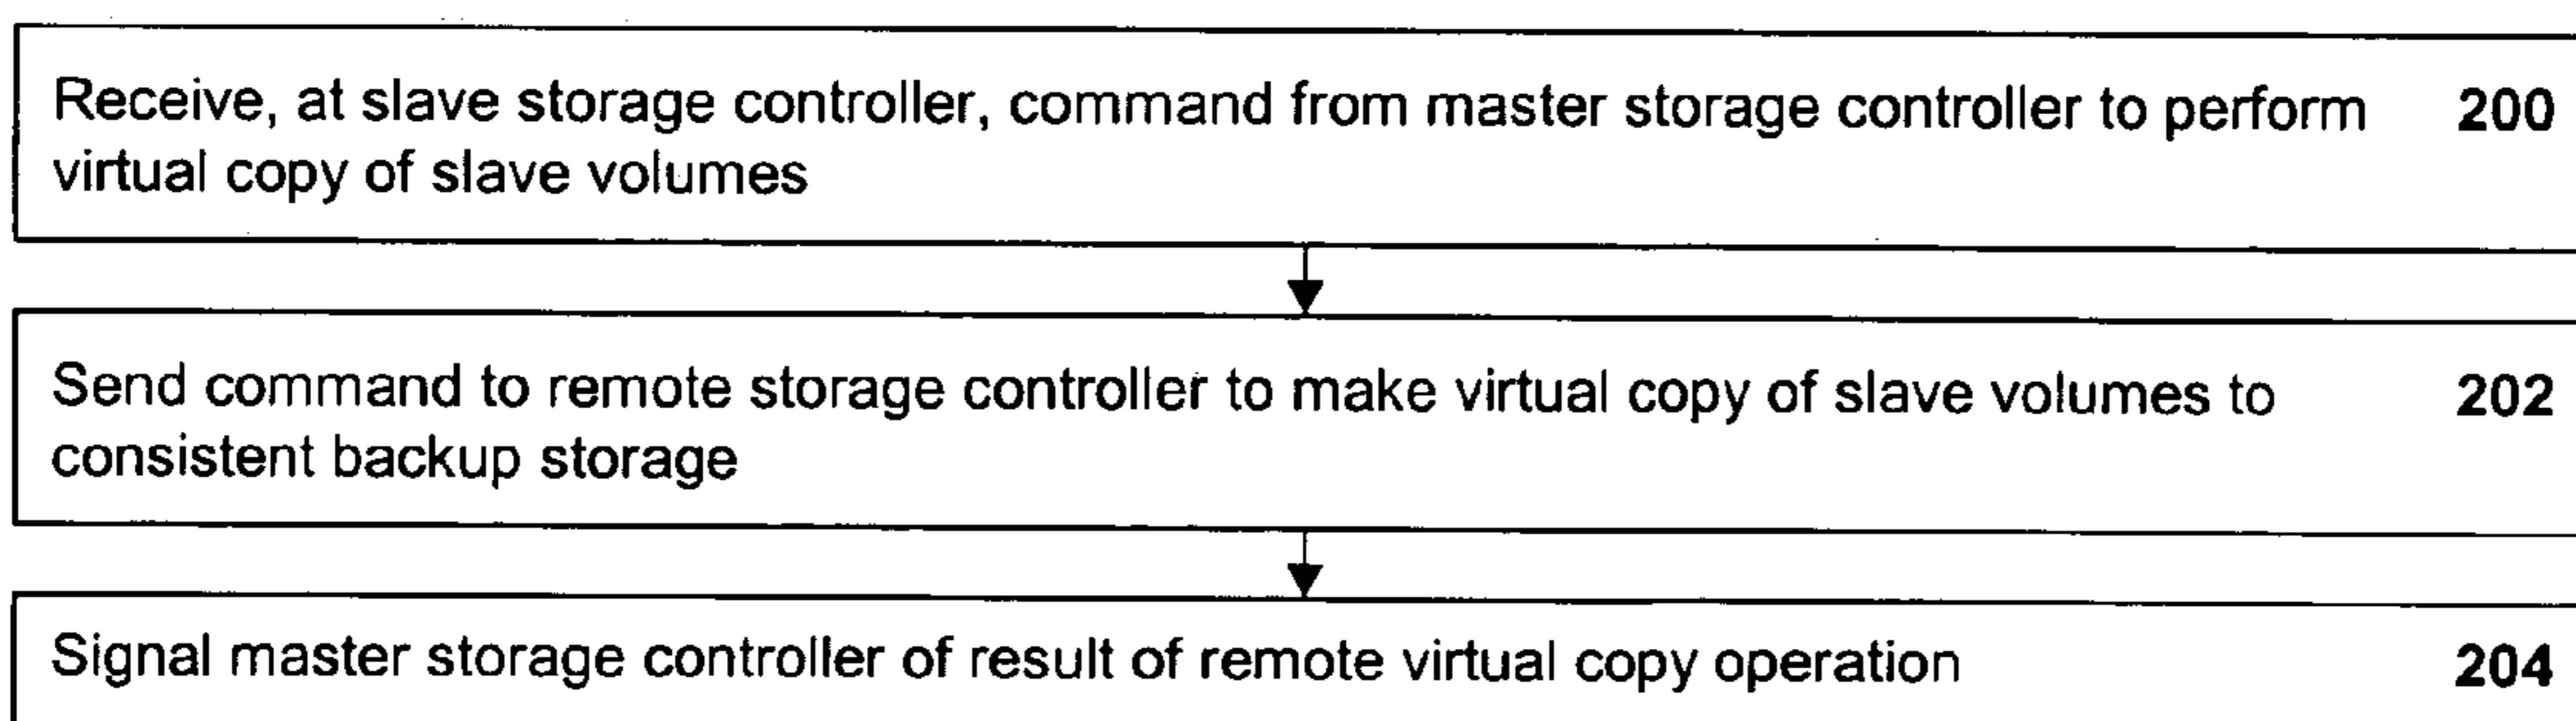 Receive, at slave storage controller, command from master storage controller to perform 200
virtual copy of slave volumes
Send command to remote storage controller to make virtual copy of slave volumes to 202
consistent backup storage
Signal master storage controller of result of remote virtual copy operation 204